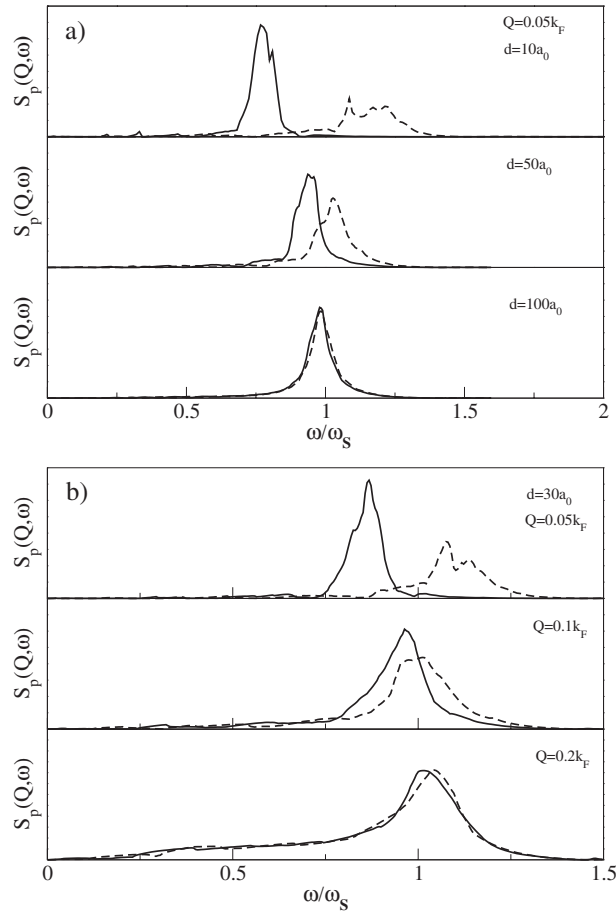 a)
Q=0.05k_F
d=10a_0
S_p(Q,ω)
d=50a_0
S_p(Q,ω)
d=100a_0
S_p(Q,ω)
0 0.5 1 1.5 2
ω/ω_S
b)
d=30a_0
Q=0.05k_F
S_p(Q,ω)
Q=0.1k_F
S_p(Q,ω)
Q=0.2k_F
S_p(Q,ω)
0 0.5 1 1.5
ω/ω_S